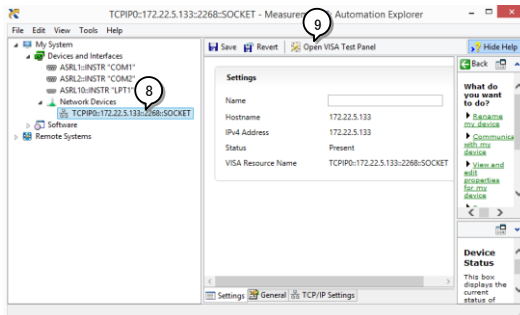 TCPIP0::172.22.5.133::2268::SOCKET - Measurem & Automation Explorer
9
File Edit View Tools Help
My System
Devices and Interfaces
ASRL1::INSTR "COM1"
ASRL2::INSTR "COM2"
ASRL10::INSTR "LPT1"
8
Network Devices
TCPIP0::172.22.5.133::2268::SOCKET
Software
Remote Systems
Save Revert Open VISA Test Panel
Hide Help
Settings
Name
Hostname 172.22.5.133
IPv4 Address 172.22.5.133
Status Present
VISA Resource Name TCPIP0::172.22.5.133::2268::SOCKET
Settings General TCP/IP Settings
Back
What do
you want
to do?
Rename
my device
Communica
with my
device
View and
edit
properties
for my
device
Device
Status
This box
displays the
current
status of